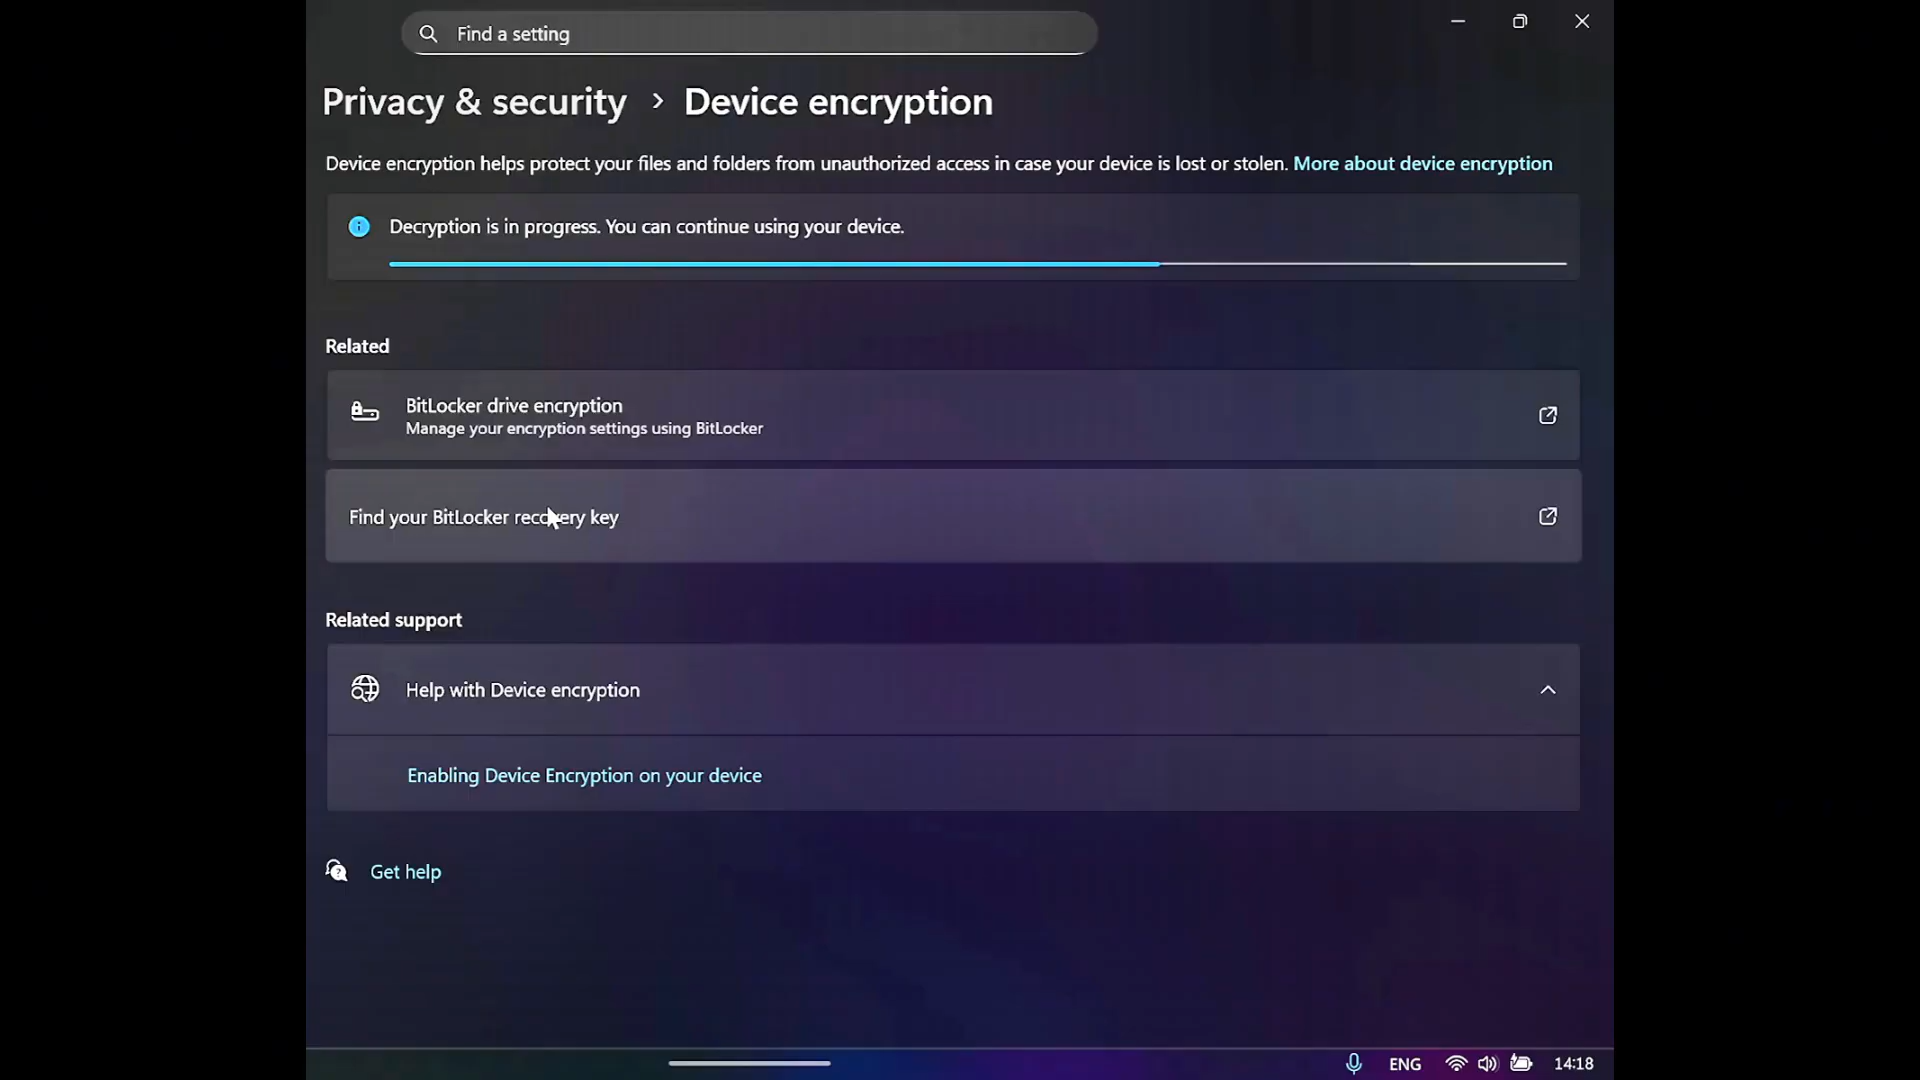 Find a setting
Privacy & security > Device encryption
Device encryption helps protect your files and folders from unauthorized access in case your device is lost or stolen. More about device encryption
Decryption is in progress. You can continue using your device.
Related
BitLocker drive encryption
Manage your encryption settings using BitLocker
Find your BitLocker recovery key
Related support
Help with Device encryption
Enabling Device Encryption on your device
Get help
ENG 14:18